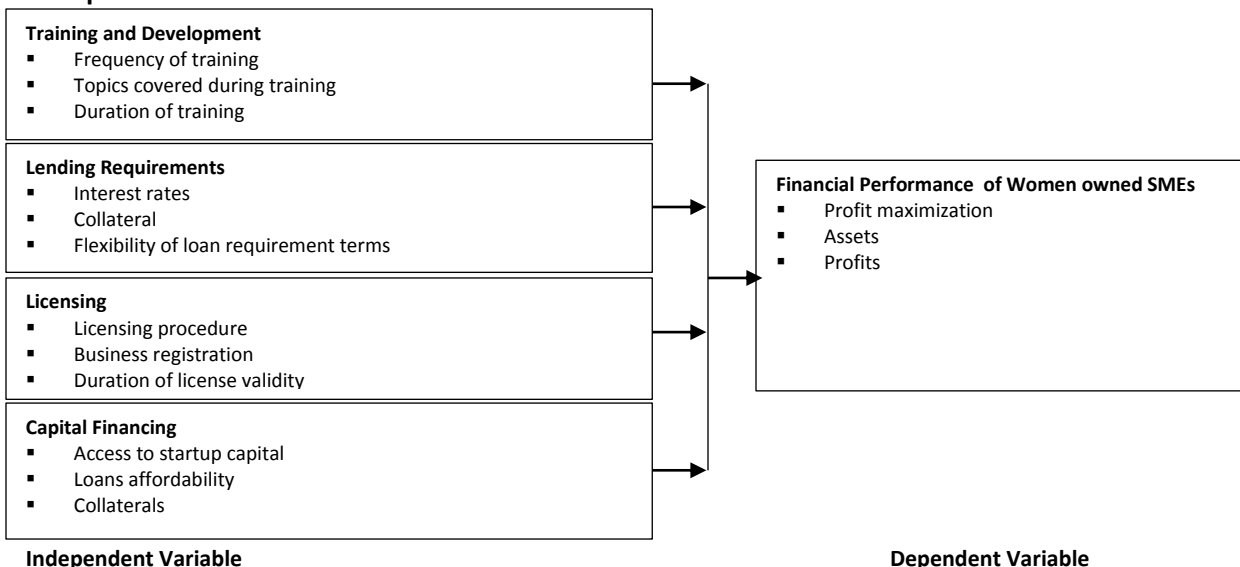 Training and Development
▪ Frequency of training
▪ Topics covered during training
▪ Duration of training
Lending Requirements
▪ Interest rates
▪ Collateral
▪ Flexibility of loan requirement terms
Licensing
▪ Licensing procedure
▪ Business registration
▪ Duration of license validity
Capital Financing
▪ Access to startup capital
▪ Loans affordability
▪ Collaterals
Financial Performance of Women owned SMEs
▪ Profit maximization
▪ Assets
▪ Profits
Independent Variable
Dependent Variable